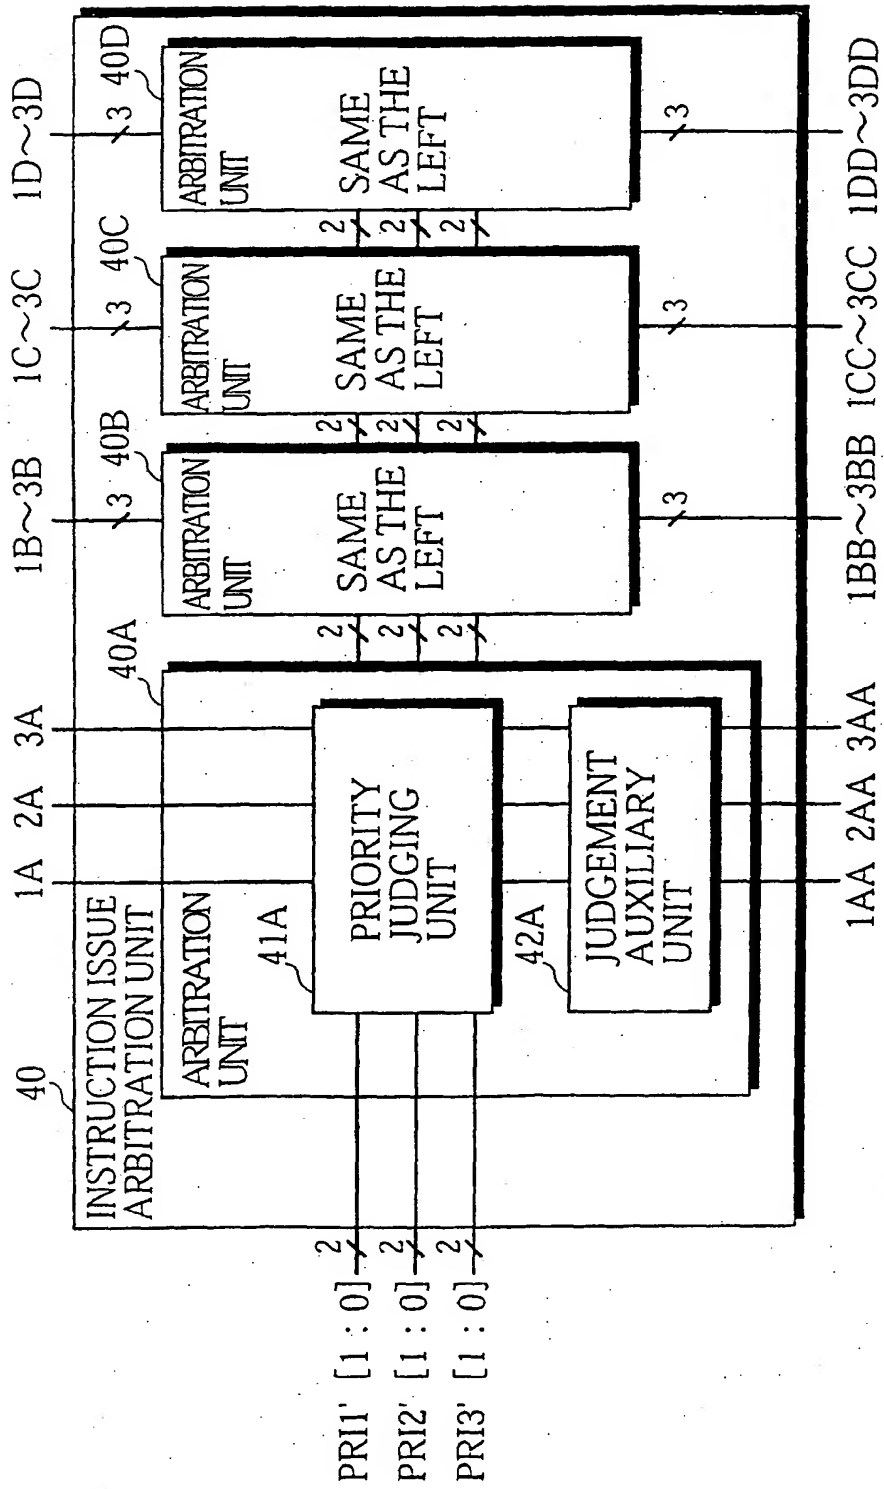 1A
2A
3A
1B~3B
1C~3C
1D~3D
40
INSTRUCTION ISSUE
ARBITRATION UNIT
3
3
3
40A
40B
40C
40D
ARBITRATION
UNIT
41A
PRIORITY
JUDGING
UNIT
42A
JUDGEMENT
AUXILIARY
UNIT
ARBITRATION
UNIT
SAME
AS THE
LEFT
ARBITRATION
UNIT
SAME
AS THE
LEFT
ARBITRATION
UNIT
SAME
AS THE
LEFT
PRI1' [1 : 0]
2
2
2
2
PRI2' [1 : 0]
2
2
2
2
PRI3' [1 : 0]
2
2
2
2
3
3
3
1AA
2AA
3AA
1BB~3BB
1CC~3CC
1DD~3DD